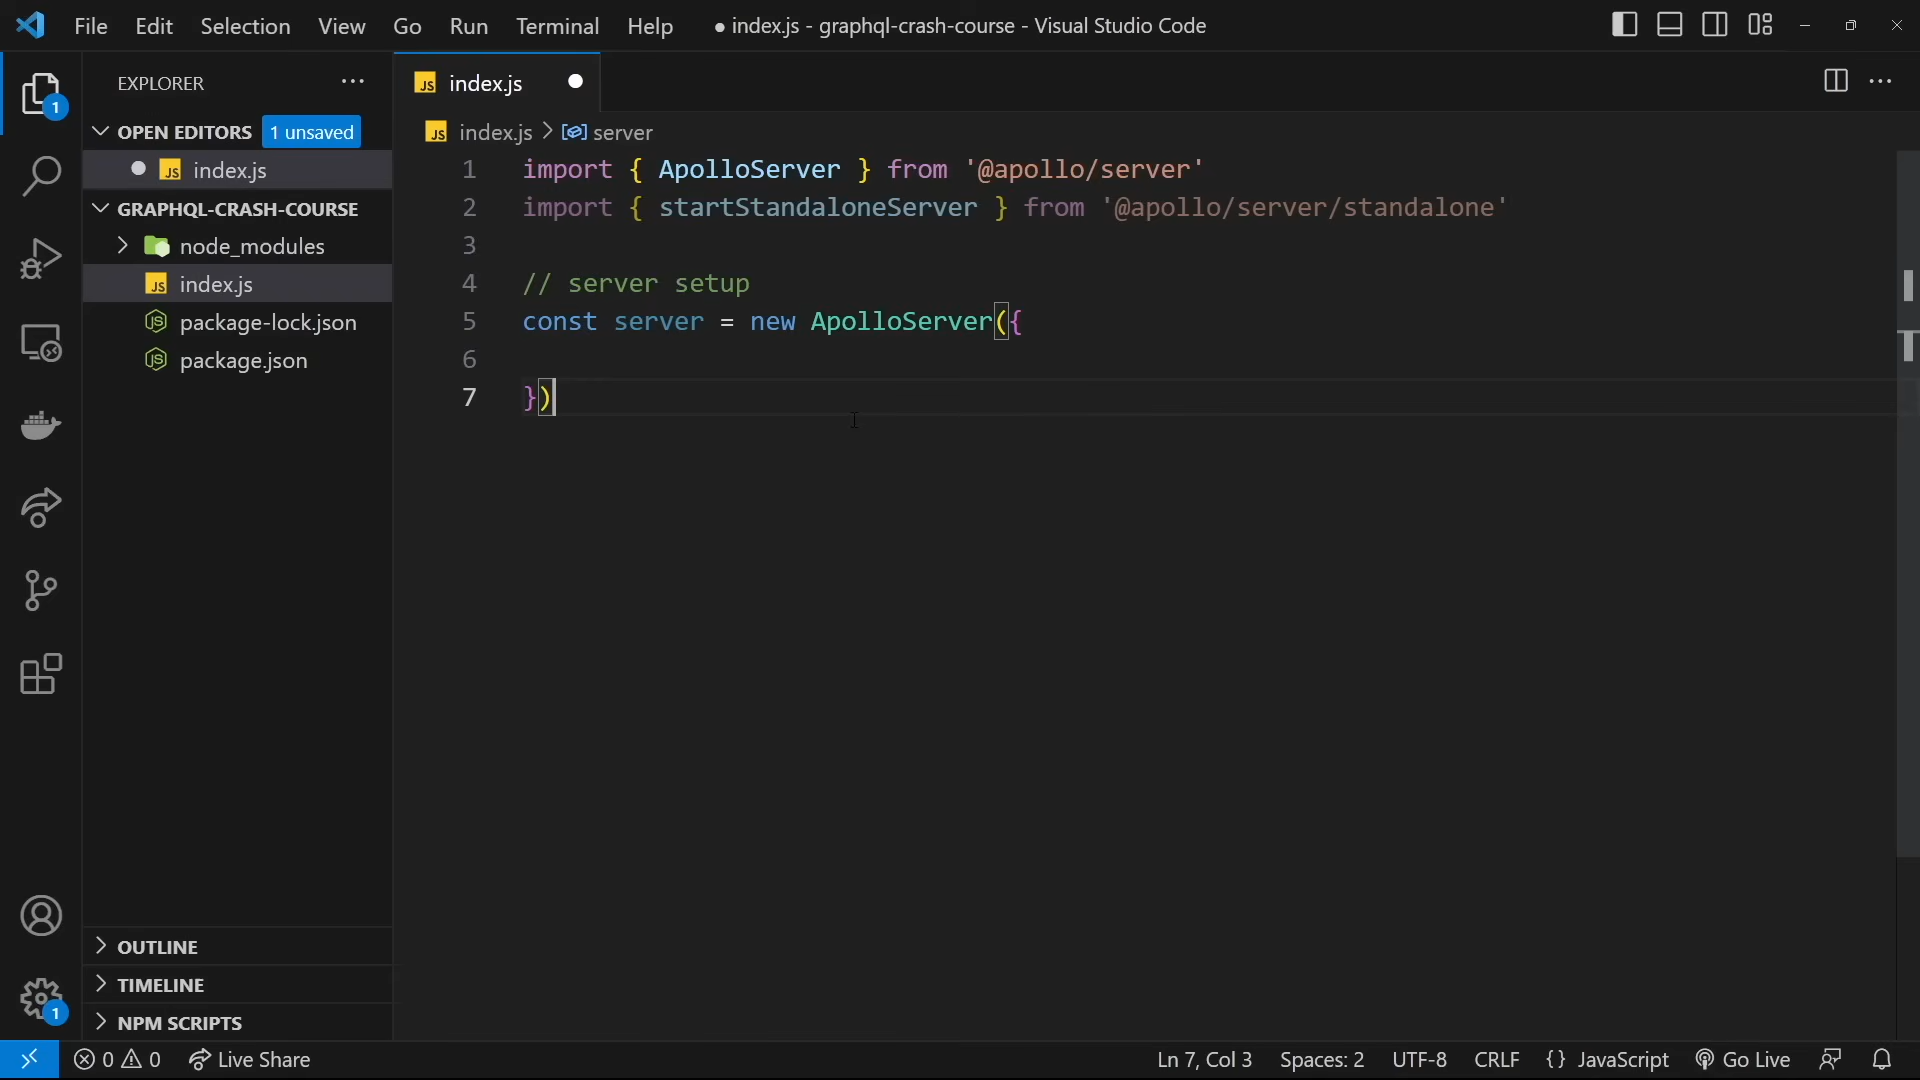 File Edit Selection View Go Run Terminal Help ● index.js - graphql-crash-course - Visual Studio Code
EXPLORER
1
OPEN EDITORS 1 unsaved
JS index.js
GRAPHQL-CRASH-COURSE
node_modules
JS index.js
package-lock.json
package.json
OUTLINE
TIMELINE
NPM SCRIPTS
1
JS index.js
JS index.js > server
1 import { ApolloServer } from '@apollo/server'
2 import { startStandaloneServer } from '@apollo/server/standalone'
3
4 // server setup
5 const server = new ApolloServer({
6
7 })
0 0 Live Share Ln 7, Col 3 Spaces: 2 UTF-8 CRLF {} JavaScript Go Live